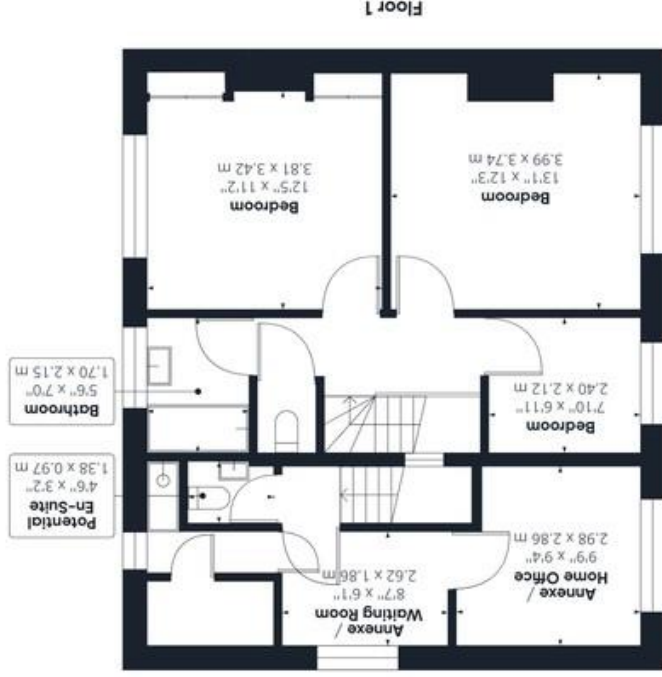 Annexe /
Waiting Room
8'7" x 6'1"
2.62 x 1.86 m
Annexe /
Home Office
9'9" x 9'4"
2.98 x 2.86 m
Potential
En-Suite
4'6" x 3'2"
1.38 x 0.97 m
Bedroom
7'10" x 6'11"
2.40 x 2.12 m
Bathroom
5'6" x 7'0"
1.70 x 2.15 m
Bedroom
13'1" x 12'3"
3.99 x 3.74 m
Bedroom
12'5" x 11'2"
3.81 x 3.42 m
Floor 1